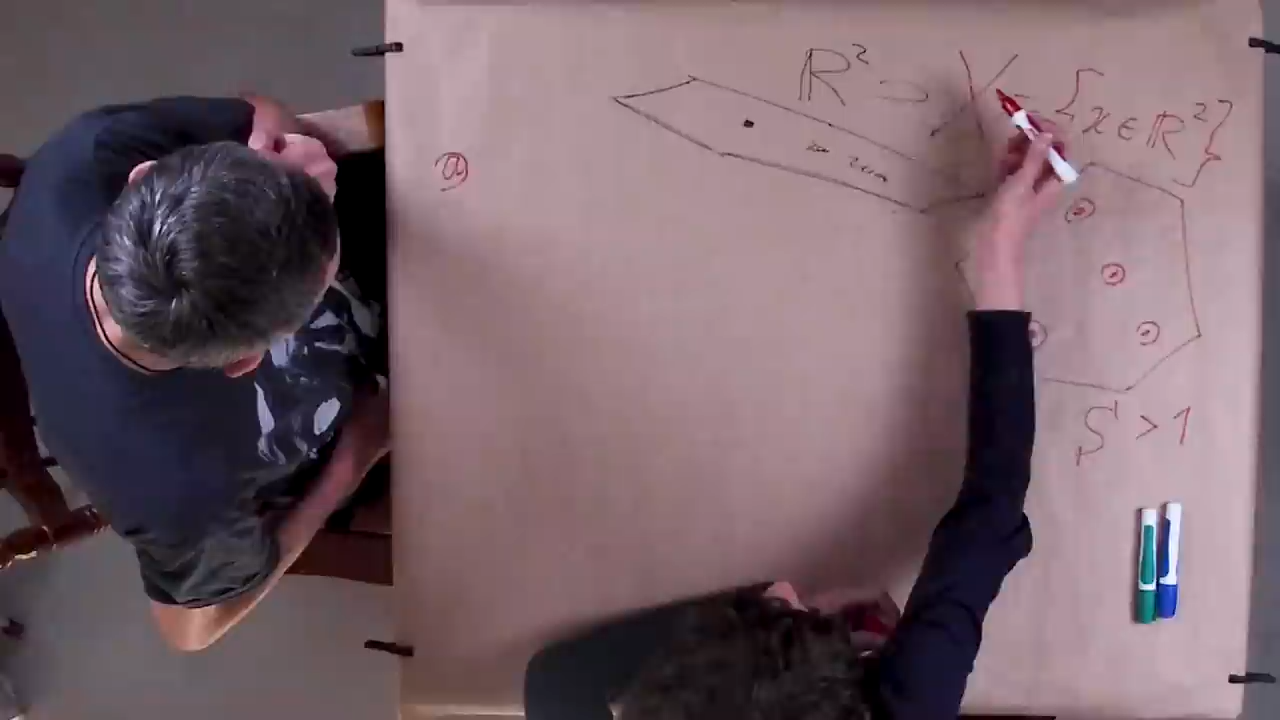 ℝ² ⊃ X = {x ∈ ℝ²}
a
S > 1